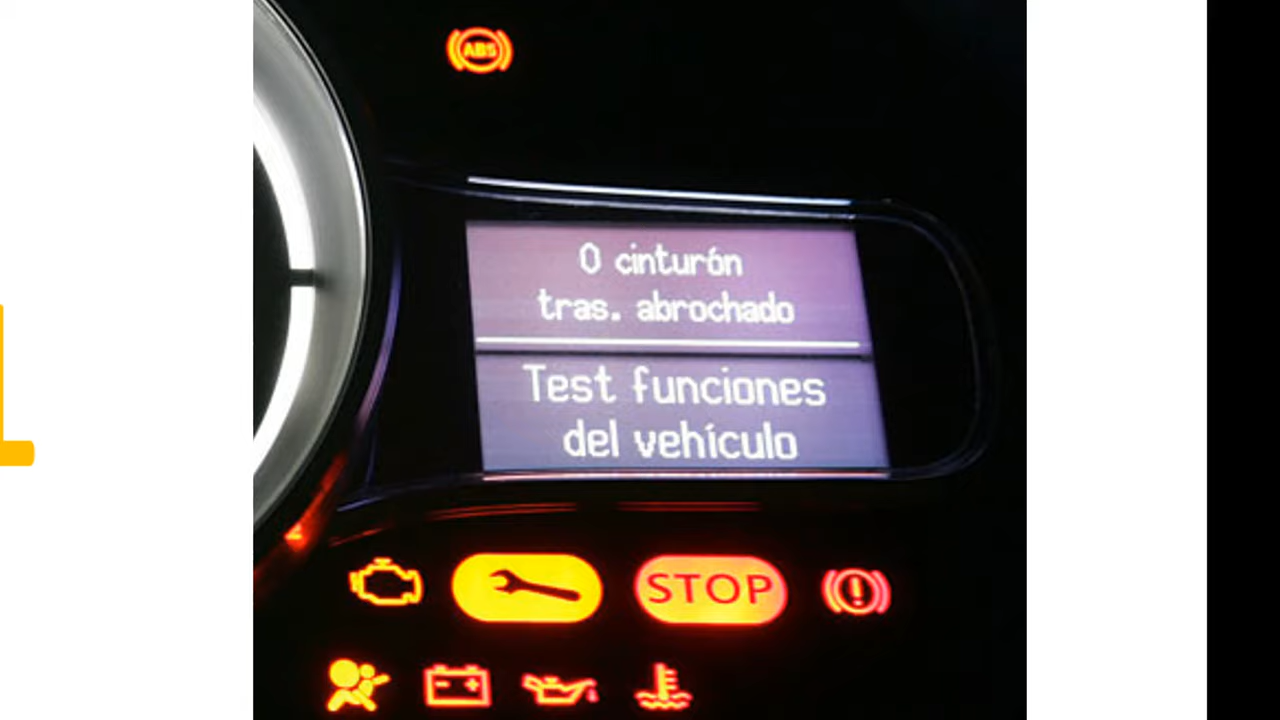 ABS
0 cinturón
tras. abrochado
Test funciones
del vehículo
STOP